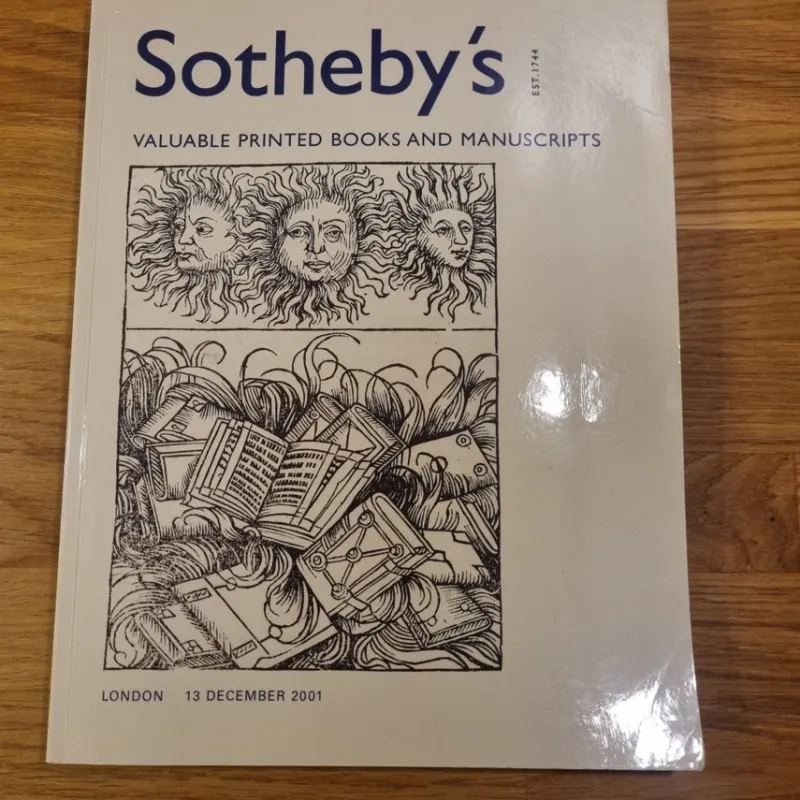 Sotheby's
EST.1744
VALUABLE PRINTED BOOKS AND MANUSCRIPTS
LONDON 13 DECEMBER 2001